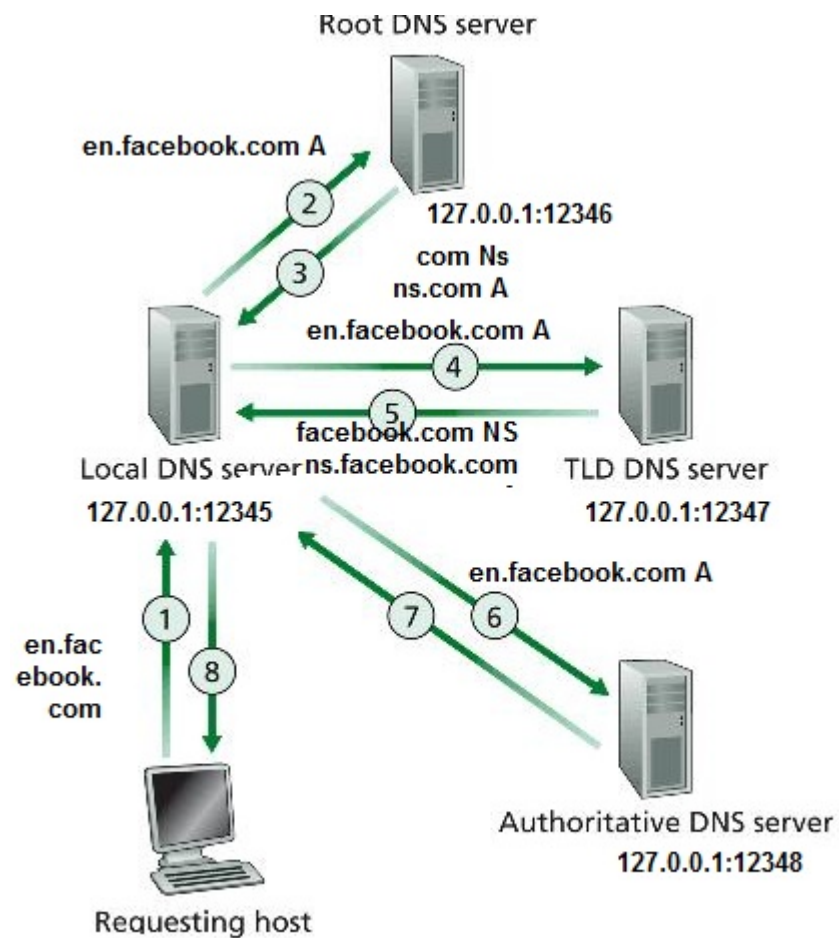 Root DNS server
en.facebook.com A
2
127.0.0.1:12346
3
com Ns
ns.com A
en.facebook.com A
4
5
facebook.com NS
ns.facebook.com
Local DNS server
TLD DNS server
127.0.0.1:12345
127.0.0.1:12347
en.facebook.com A
1
7
6
en.fac
ebook.
com
8
Authoritative DNS server
127.0.0.1:12348
Requesting host